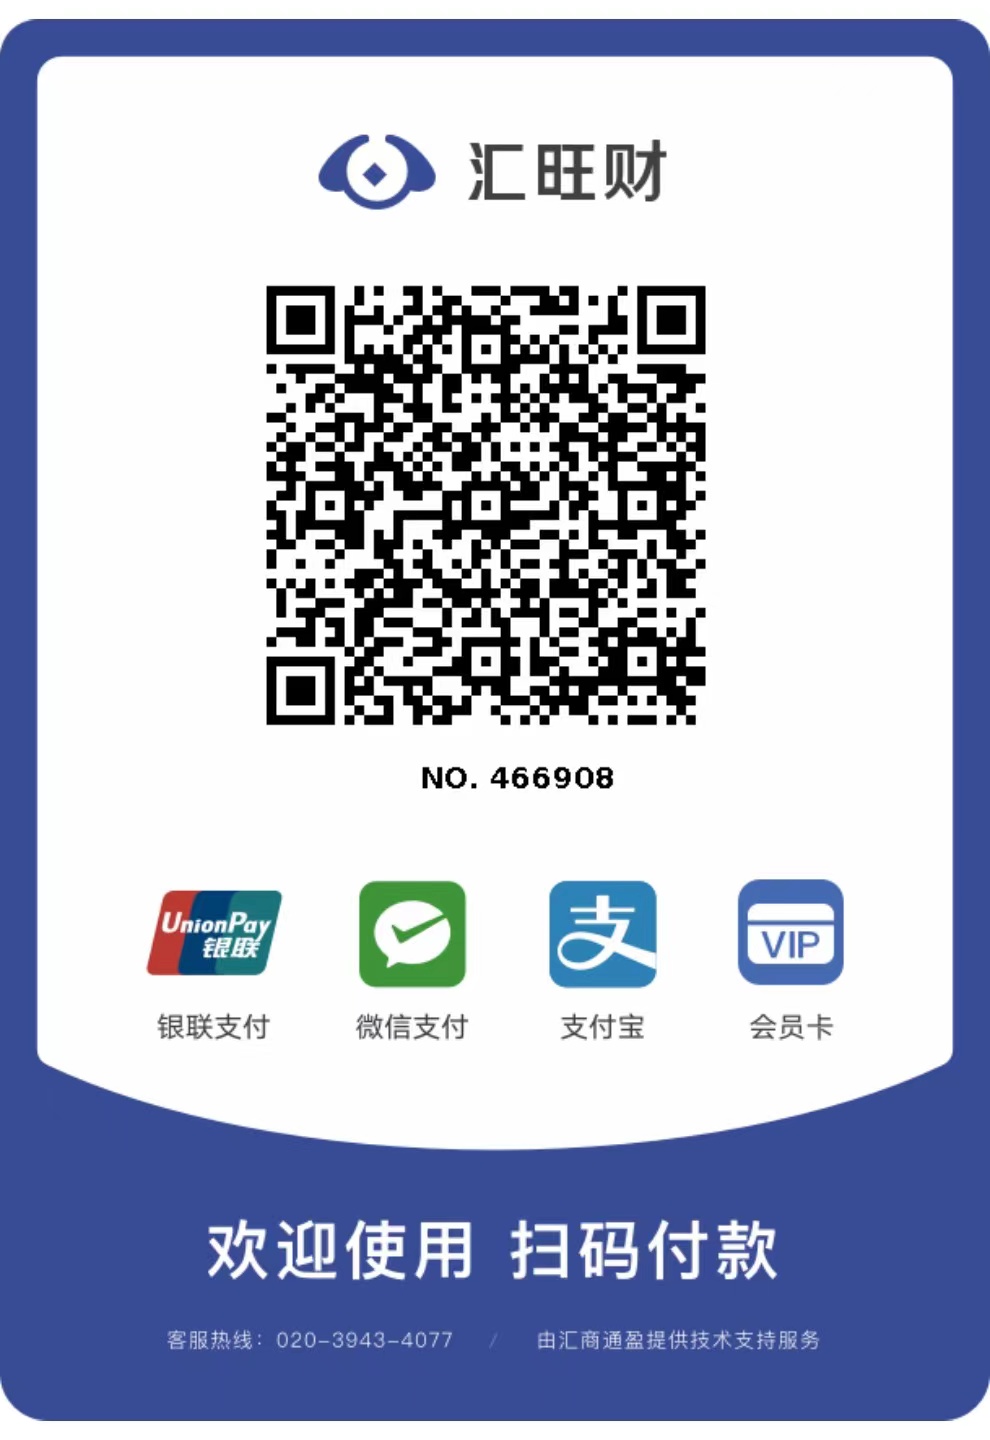 汇旺财
NO. 466908
UnionPay
银联
VIP
银联支付 微信支付 支付宝 会员卡
欢迎使用 扫码付款
客服热线：020-3943-4077 / 由汇商通盈提供技术支持服务